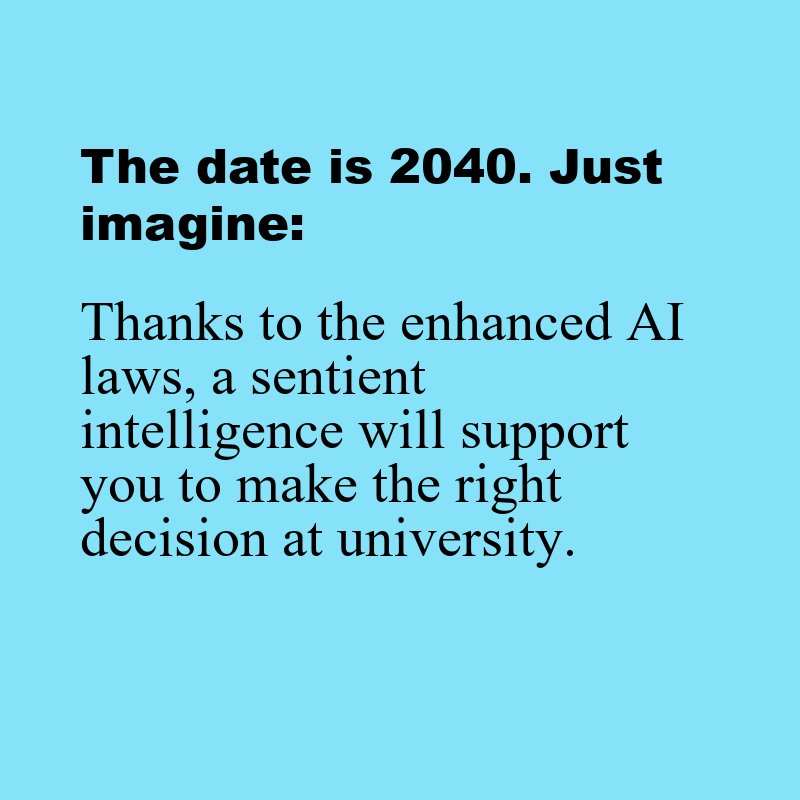 The date is 2040. Just
imagine:
Thanks to the enhanced AI
laws, a sentient
intelligence will support
you to make the right
decision at university.